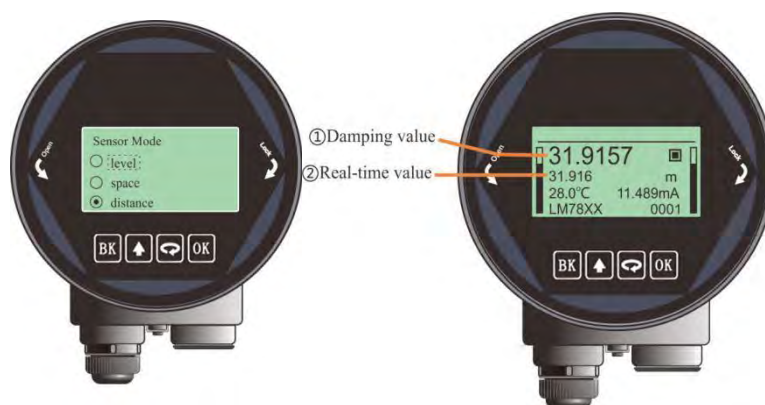 Sensor Mode
level
space
distance
Open
Lock
BK
OK
①Damping value
②Real-time value
31.9157
31.916 m
28.0℃ 11.489mA
LM78XX 0001
Open
Lock
BK
OK